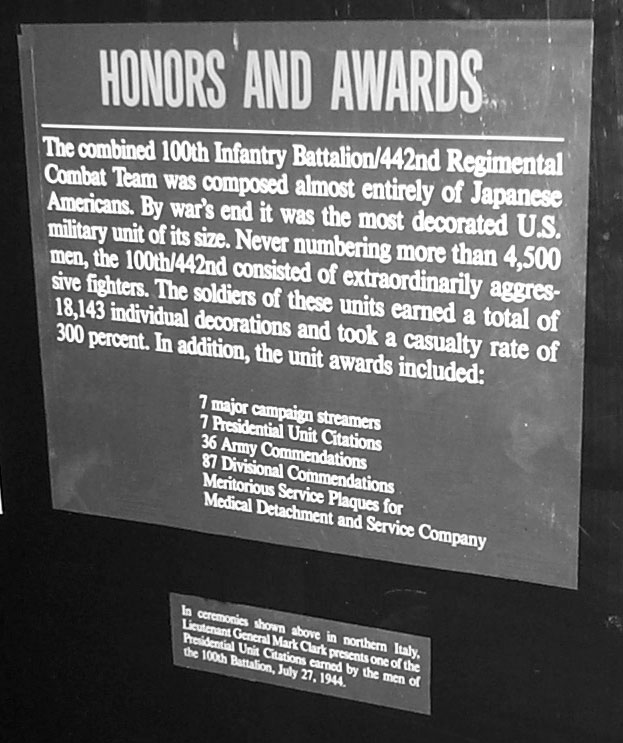 HONORS AND AWARDS
The combined 100th Infantry Battalion/442nd Regimental
Combat Team was composed almost entirely of Japanese
Americans. By war's end it was the most decorated U.S.
military unit of its size. Never numbering more than 4,500
men, the 100th/442nd consisted of extraordinarily aggres-
sive fighters. The soldiers of these units earned a total of
18,143 individual decorations and took a casualty rate of
300 percent. In addition, the unit awards included:
7 major campaign streamers
7 Presidential Unit Citations
36 Army Commendations
87 Divisional Commendations
Meritorious Service Plaques for
Medical Detachment and Service Company
In ceremonies shown above in northern Italy,
Lieutenant General Mark Clark presents one of the
Presidential Unit Citations earned by the men of
the 100th Battalion, July 27, 1944.